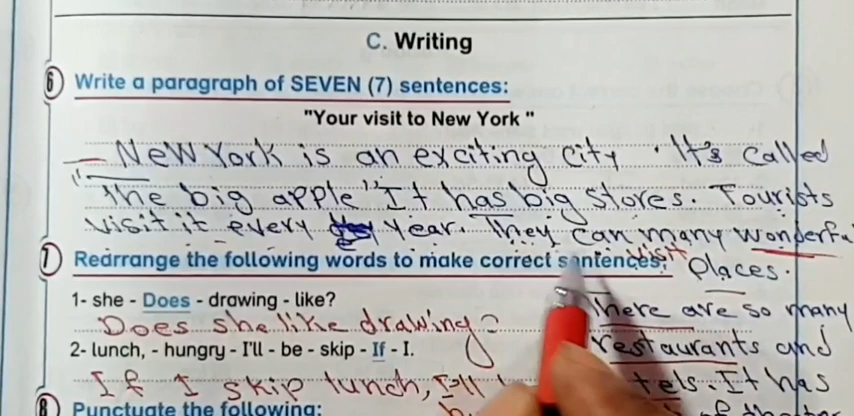 C. Writing
6 Write a paragraph of SEVEN (7) sentences:
"Your visit to New York "
New York is an exciting city. It's called
"The big apple" It has big stores. Tourists
visit it every year. They can many wonderfu
visit
places.
7 Rearrange the following words to make correct sentences:
1- she - Does - drawing - like?
Does she like drawing?
There are so many
2- lunch, - hungry - I'll - be - skip - If - I.
restaurants and
If I skip lunch, I'll
tels. It has
8 Punctuate the following: